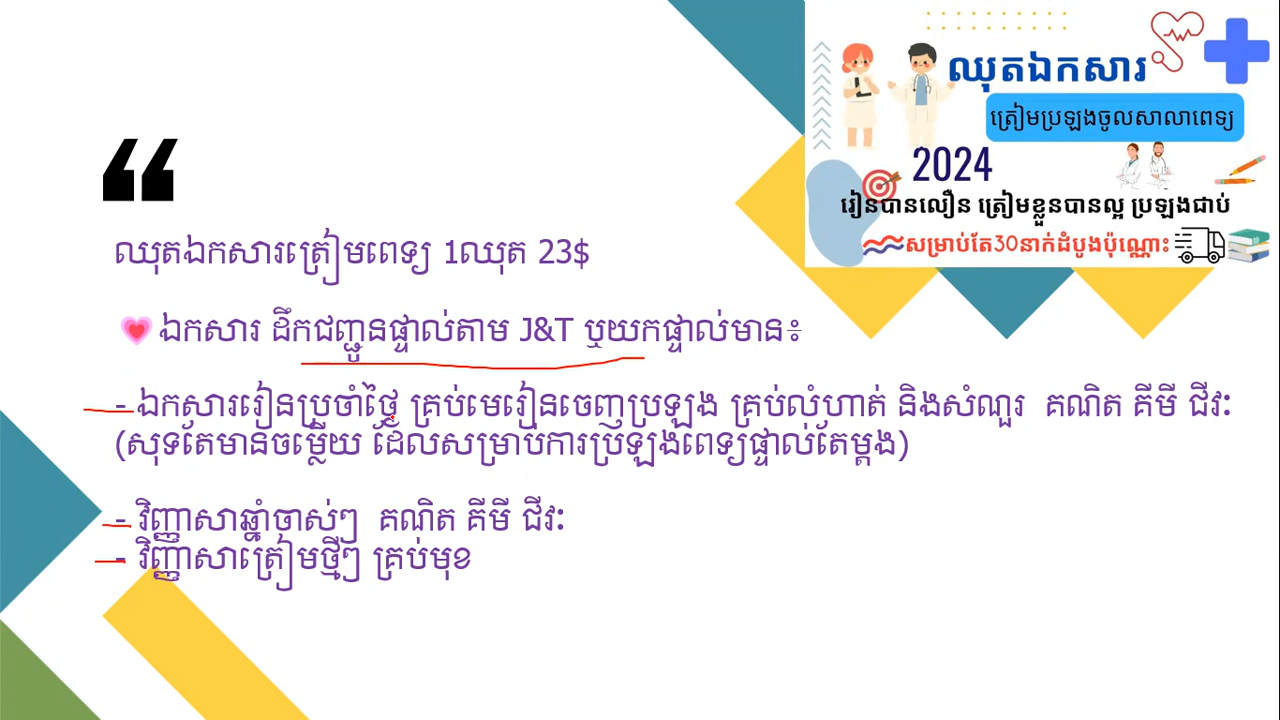 ឈុតឯកសារ
ត្រៀមប្រឡងចូលសាលាពេទ្យ
2024
រៀនបានលឿន ត្រៀមខ្លួនបានល្អ ប្រឡងជាប់
សម្រាប់តែ30នាក់ដំបូងប៉ុណ្ណោះ
ឈុតឯកសារត្រៀមពេទ្យ 1ឈុត 23$
ឯកសារ ដឹកជញ្ជូនផ្ទាល់តាម J&T ឬយកផ្ទាល់មាន៖
- ឯកសាររៀនប្រចាំថ្ងៃ គ្រប់មេរៀនចេញប្រឡង គ្រប់លំហាត់ និងសំណួរ គណិត គីមី ជីវៈ
(សុទតែមានចម្លើយ ដែលសម្រាប់ការប្រឡងពេទ្យផ្ទាល់តែម្តង)
- វិញ្ញាសាឆ្នាំចាស់ៗ គណិត គីមី ជីវៈ
- វិញ្ញាសាត្រៀមថ្មីៗ គ្រប់មុខ